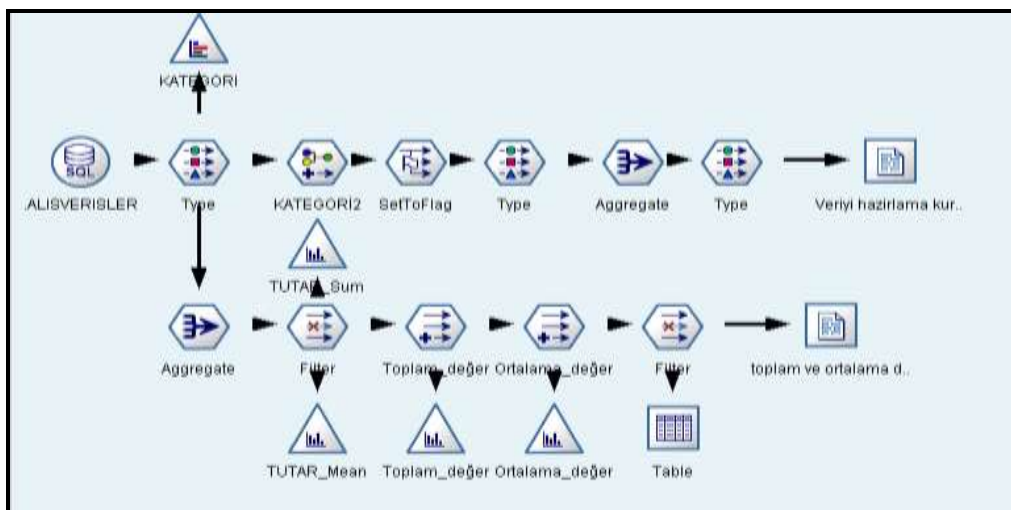 KATEGORI
SQL
.ALISVERISLER
Type
KATEGORI2
SetToFlag
Type
Aggregate
Type
Veriyi hazirlama kur..
TUTAR_Sum
Aggregate
Filter
Toplam_değer
Ortalama_değer
Filter
toplam ve ortalama d..
TUTAR_Mean
Toplam_değer
Ortalama_değer
Table